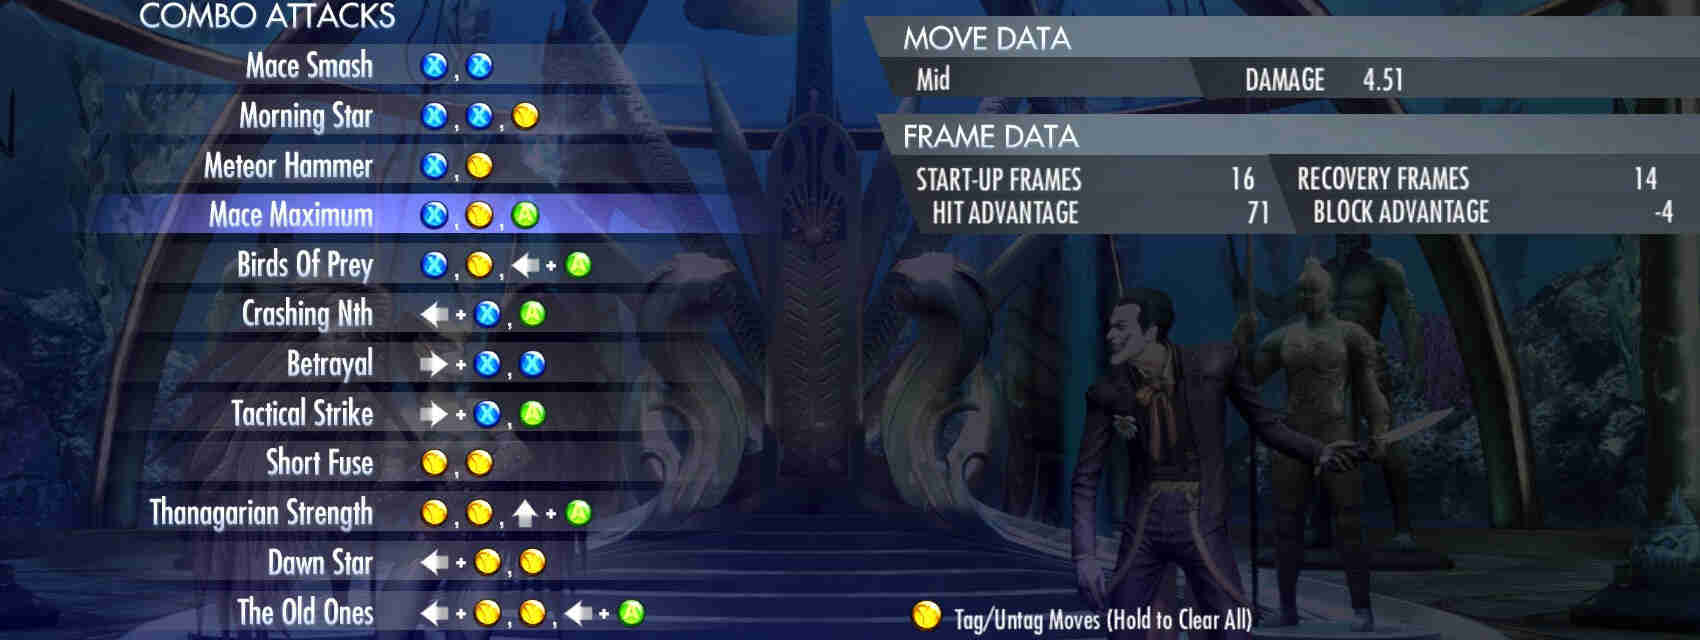 COMBO ATTACKS
Mace Smash X, X
Morning Star X, X, Y
Meteor Hammer X, Y
Mace Maximum X, Y, A
Birds Of Prey X, Y, ← + A
Crashing Nth ← + X, A
Betrayal → + X, X
Tactical Strike → + X, A
Short Fuse Y, Y
Thanagarian Strength Y, Y, ↑ + A
Dawn Star ← + Y, Y
The Old Ones ← + Y, Y, ← + A
MOVE DATA
Mid DAMAGE 4.51
FRAME DATA
START-UP FRAMES 16 RECOVERY FRAMES 14
HIT ADVANTAGE 71 BLOCK ADVANTAGE -4
Y Tag/Untag Moves (Hold to Clear All)